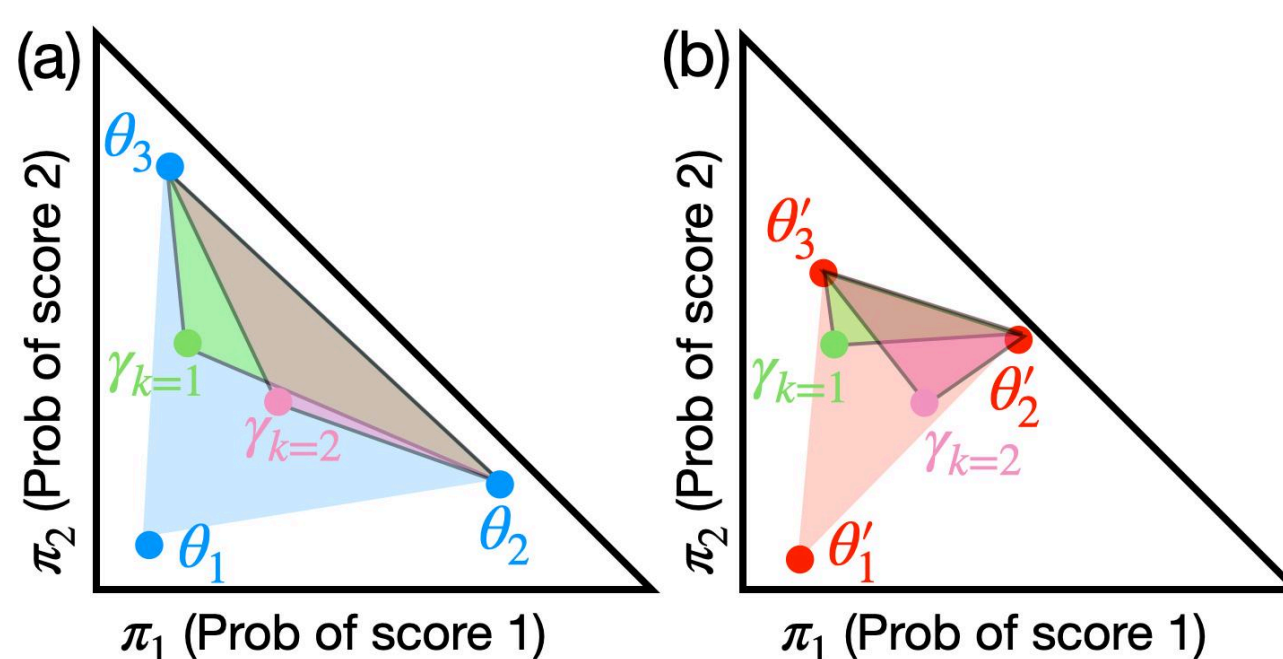 (a)
θ₃
γₖ₌₁
γₖ₌₂
θ₁
θ₂
π₂ (Prob of score 2)
π₁ (Prob of score 1)
(b)
θ′₃
γₖ₌₁
θ′₂
γₖ₌₂
θ′₁
π₂ (Prob of score 2)
π₁ (Prob of score 1)